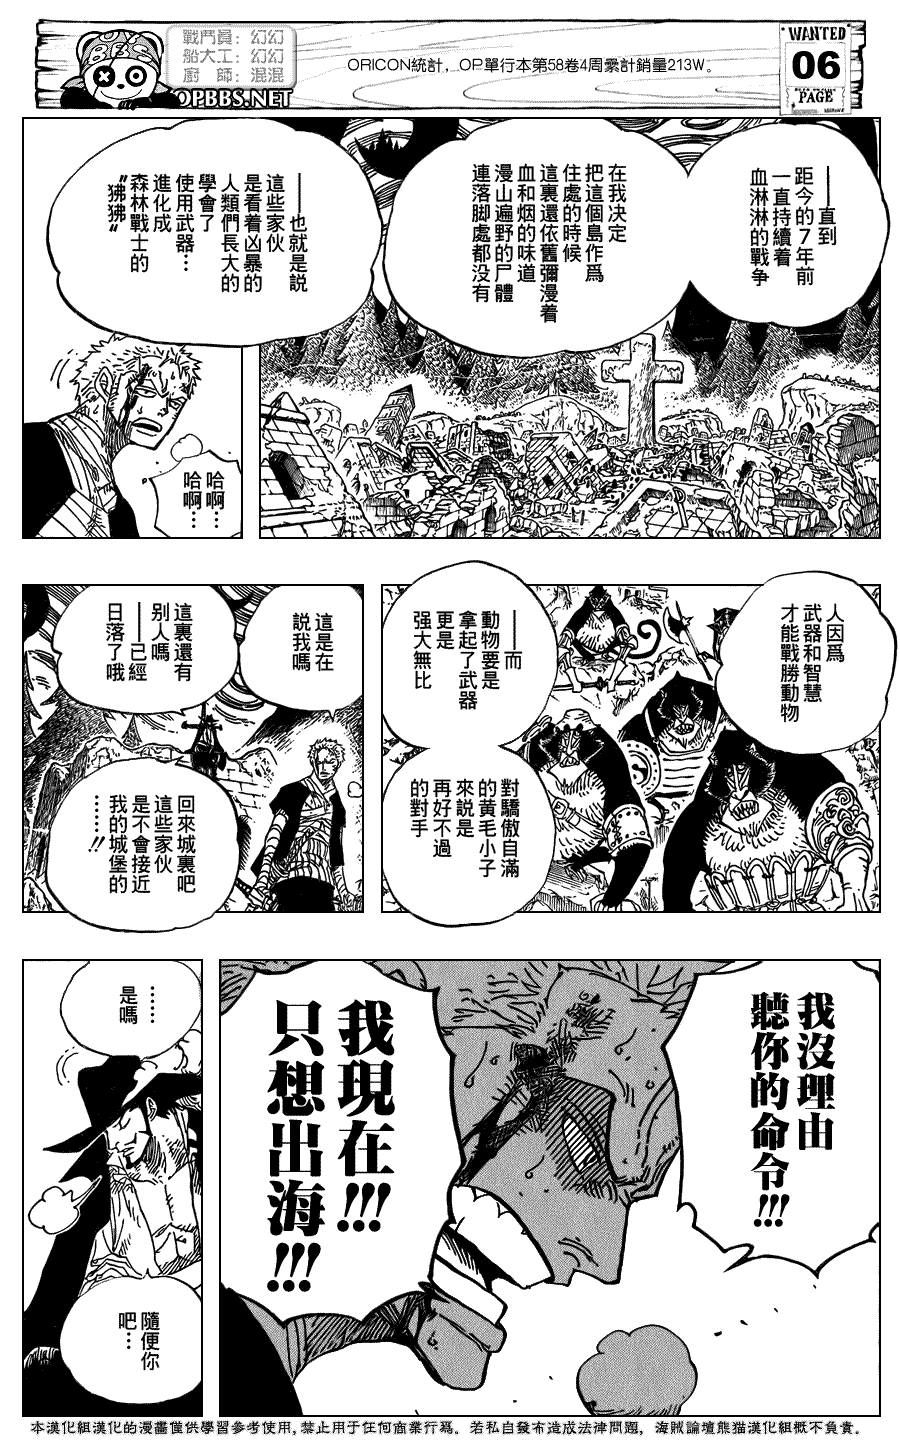 戰鬥員：幻幻
船大工：幻幻
廚　師：混混
OPBBS.NET
ORICON統計，OP單行本第58卷4周累計銷量213W。
WANTED
06
PAGE
——直到
距今的7年前
一直持續着
血淋淋的戰争
在我决定
把這個島作爲
住處的時候
這裏還依舊彌漫着
血和烟的味道
漫山遍野的尸體
連落脚處都没有
——也就是説
這些家伙
是看着凶暴的
人類們長大的
學會了
使用武器…
進化成
森林戰士的
"狒狒"
哈啊…
哈啊…
人因爲
武器和智慧
才能戰勝動物
——而
動物要是
拿起了武器
更是
强大無比
對驕傲自滿
的黄毛小子
來説是
再好不過
的對手
這是在
説我嗎
這裏還有
别人嗎
——已經
日落了哦
回來城裏吧
這些家伙
是不會接近
我的城堡的
……!!
我沒理由
聽你的命令!!!
我現在!!!
只想出海!!!
……
是嗎
隨便你
吧…
本漢化組漢化的漫畫僅供學習參考使用,禁止用于任何商業行爲。若私自發布造成法律問題，海賊論壇熊猫漢化組概不負責。